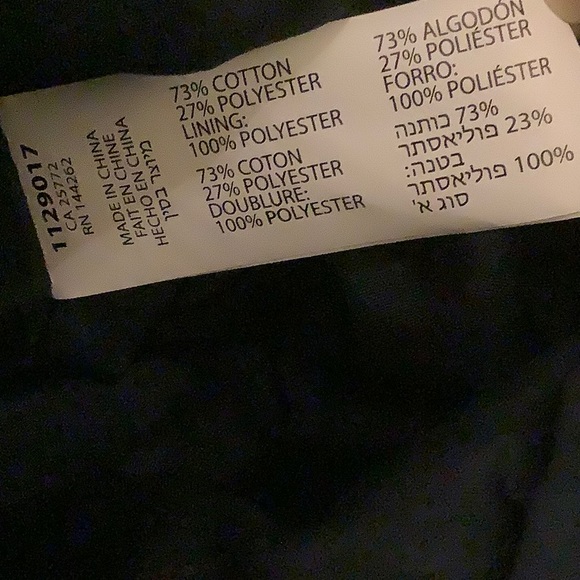 1129017
CA 25772
RN 144262
MADE IN CHINA
FAIT EN CHINE
HECHO EN CHINA
מיוצר בסין
73% COTTON
27% POLYESTER
LINING:
100% POLYESTER
73% COTON
27% POLYESTER
DOUBLURE:
100% POLYESTER
73% ALGODÓN
27% POLIÉSTER
FORRO:
100% POLIÉSTER
73% כותנה
23% פוליאסתר
בטנה:
100% פוליאסתר
סוג א'